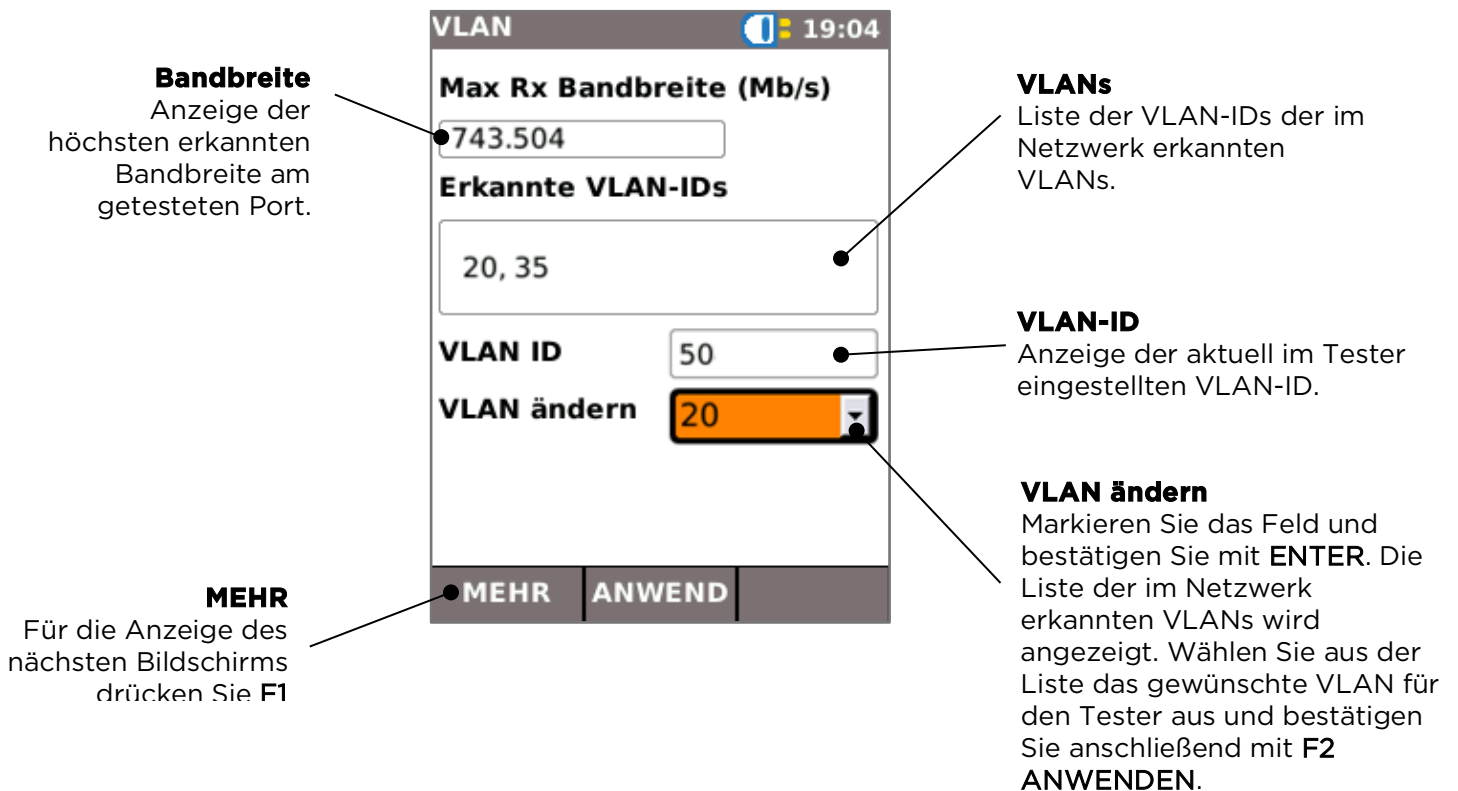 VLAN
19:04
Max Rx Bandbreite (Mb/s)
743.504
Erkannte VLAN-IDs
20, 35
VLAN ID
50
VLAN ändern
20
MEHR
ANWEND
Bandbreite
Anzeige der
höchsten erkannten
Bandbreite am
getesteten Port.
MEHR
Für die Anzeige des
nächsten Bildschirms
drücken Sie F1
VLANs
Liste der VLAN-IDs der im
Netzwerk erkannten
VLANs.
VLAN-ID
Anzeige der aktuell im Tester
eingestellten VLAN-ID.
VLAN ändern
Markieren Sie das Feld und
bestätigen Sie mit ENTER. Die
Liste der im Netzwerk
erkannten VLANs wird
angezeigt. Wählen Sie aus der
Liste das gewünschte VLAN für
den Tester aus und bestätigen
Sie anschließend mit F2
ANWENDEN.